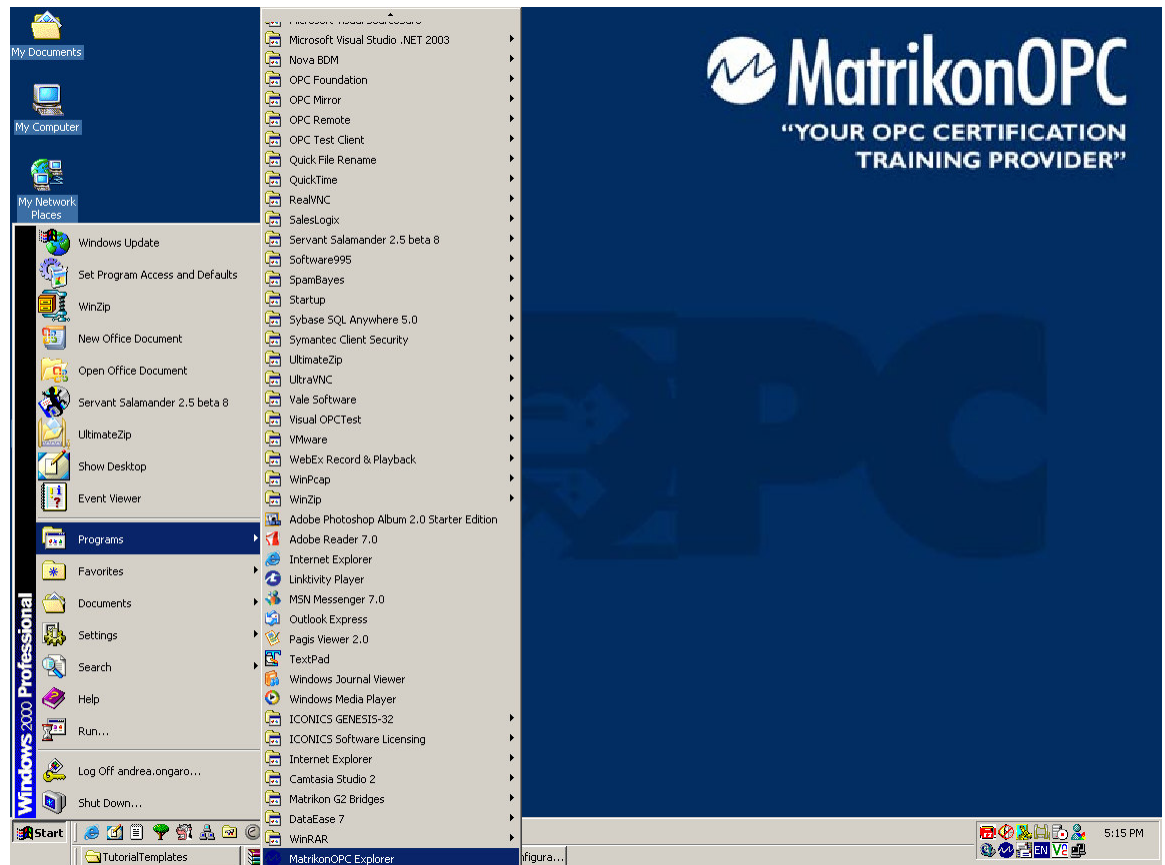 My Documents
My Computer
My Network
Places
MatrikonOPC
“YOUR OPC CERTIFICATION
TRAINING PROVIDER”
Windows Update
Set Program Access and Defaults
WinZip
New Office Document
Open Office Document
Servant Salamander 2.5 beta 8
UltimateZip
Show Desktop
Event Viewer
Programs
Favorites
Documents
Settings
Search
Help
Run...
Log Off andrea.ongaro...
Shut Down...
Windows 2000 Professional
Microsoft Visual Studio .NET 2003
Nova BDM
OPC Foundation
OPC Mirror
OPC Remote
OPC Test Client
Quick File Rename
QuickTime
RealVNC
SalesLogix
Servant Salamander 2.5 beta 8
Software995
SpamBayes
Startup
Sybase SQL Anywhere 5.0
Symantec Client Security
UltimateZip
UltraVNC
Vale Software
Visual OPCTest
VMware
WebEx Record & Playback
WinPcap
WinZip
Adobe Photoshop Album 2.0 Starter Edition
Adobe Reader 7.0
Internet Explorer
Linktivity Player
MSN Messenger 7.0
Outlook Express
Pagis Viewer 2.0
TextPad
Windows Journal Viewer
Windows Media Player
ICONICS GENESIS-32
ICONICS Software Licensing
Internet Explorer
Camtasia Studio 2
Matrikon G2 Bridges
DataEase 7
WinRAR
MatrikonOPC Explorer
OPC
Start
TutorialTemplates
nfigura...
EN
5:15 PM